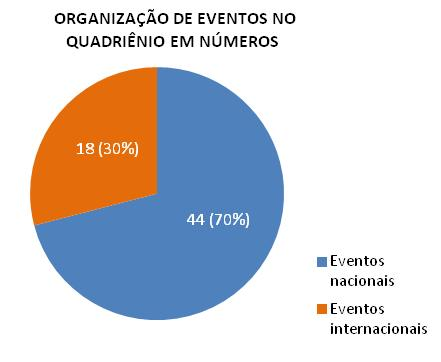 ORGANIZAÇÃO DE EVENTOS NO
QUADRIÊNIO EM NÚMEROS
18 (30%)
44 (70%)
Eventos
nacionais
Eventos
internacionais